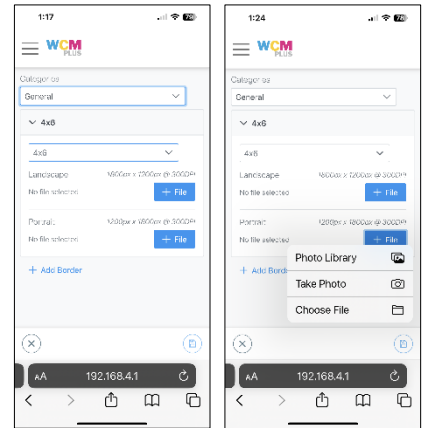 1:17
WCM
PLUS
Categories
General
4x6
4x6
Landscape 1800px x 1200px @ 300DPI
No file selected + File
Portrait 1200px x 1800px @ 300DPI
No file selected + File
+ Add Border
AA 192.168.4.1
1:24
WCM
PLUS
Categories
General
4x6
4x6
Landscape 1800px x 1200px @ 300DPI
No file selected + File
Portrait 1200px x 1800px @ 300DPI
No file selected + File
+ Add Bord
Photo Library
Take Photo
Choose File
AA 192.168.4.1